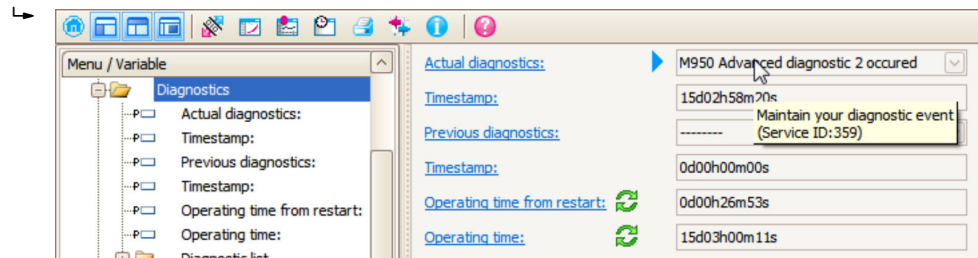 Menu / Variable
Diagnostics
Actual diagnostics:
Timestamp:
Previous diagnostics:
Timestamp:
Operating time from restart:
Operating time:
Diagnostic list
Actual diagnostics:
M950 Advanced diagnostic 2 occured
Timestamp:
15d02h58m20s
Maintain your diagnostic event
(Service ID:359)
Previous diagnostics:
--------
Timestamp:
0d00h00m00s
Operating time from restart:
0d00h26m53s
Operating time:
15d03h00m11s